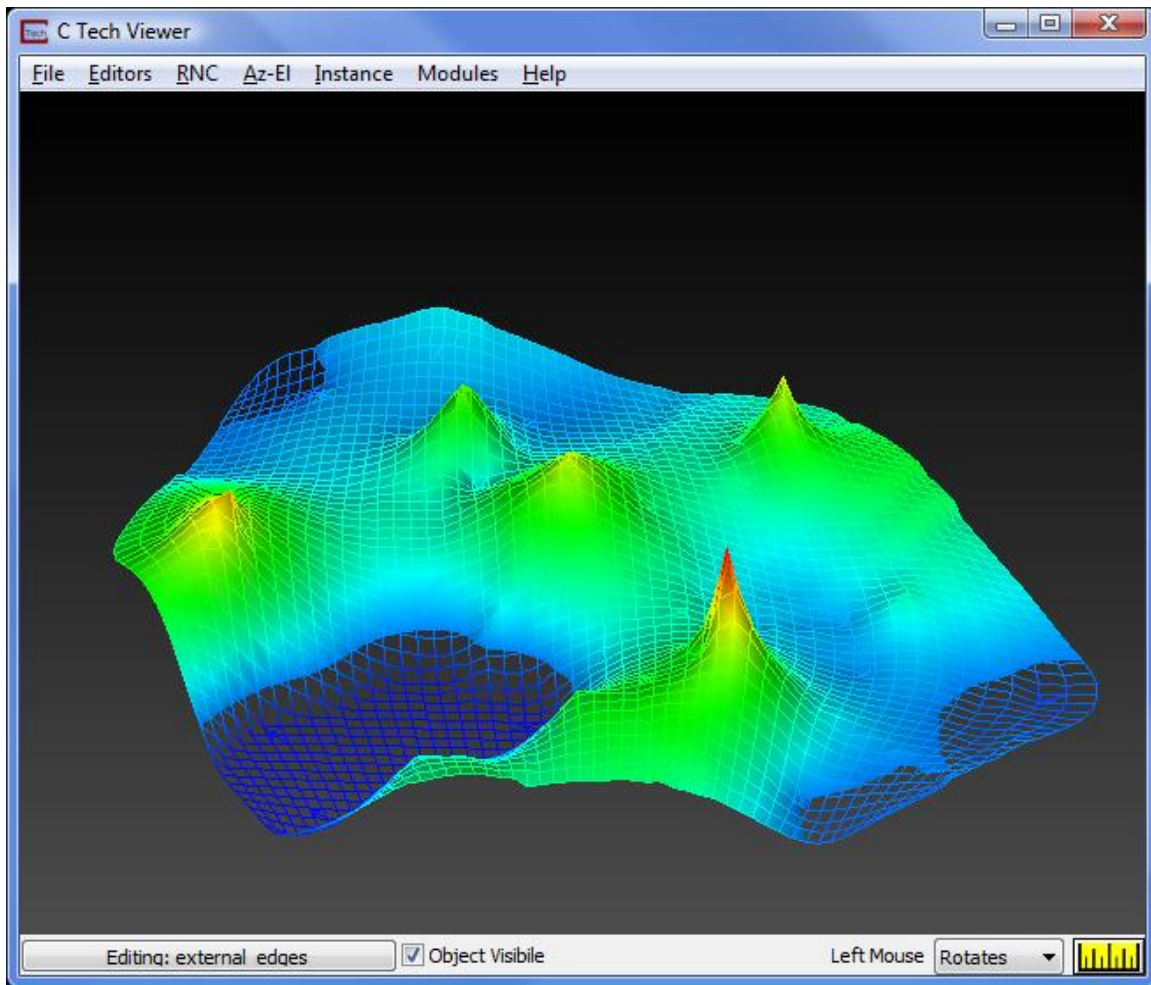 C Tech Viewer
File Editors RNC Az-El Instance Modules Help
Editing: external_edges Object Visibile Left Mouse Rotates